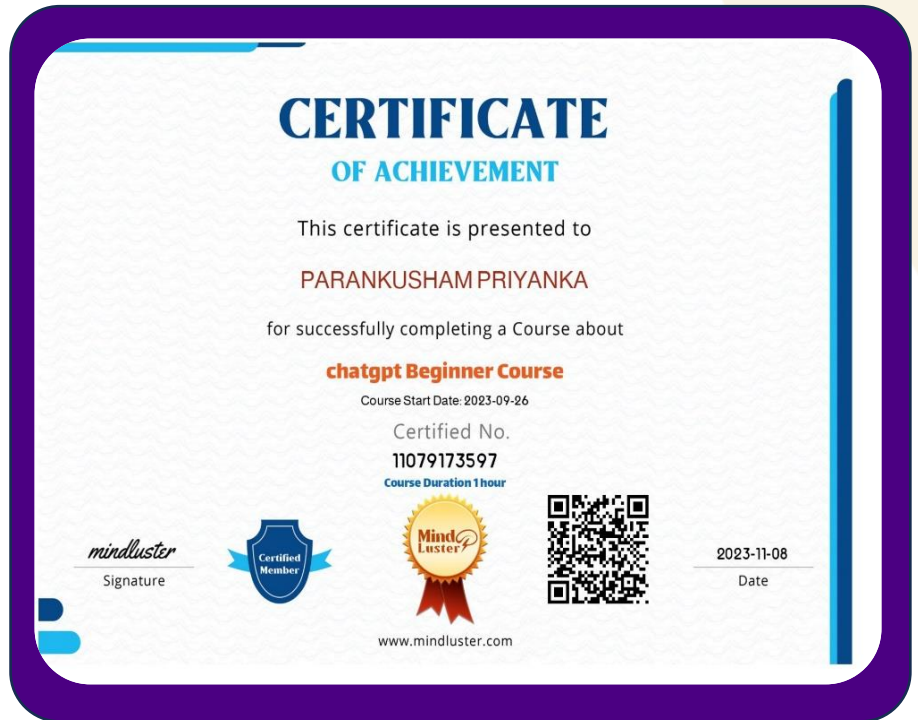 CERTIFICATE
OF ACHIEVEMENT
This certificate is presented to
PARANKUSHAM PRIYANKA
for successfully completing a Course about
chatgpt Beginner Course
Course Start Date: 2023-09-26
Certified No.
11079173597
Course Duration 1 hour
mindluster
Signature
Certified
Member
Mind
Luster
2023-11-08
Date
www.mindluster.com